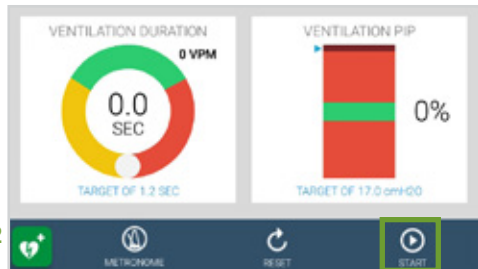 VENTILATION DURATION
0 VPM
0.0
SEC
TARGET OF 1.2 SEC
VENTILATION PIP
0%
TARGET OF 17.0 cmH2O
2
METRONOME
RESET
START